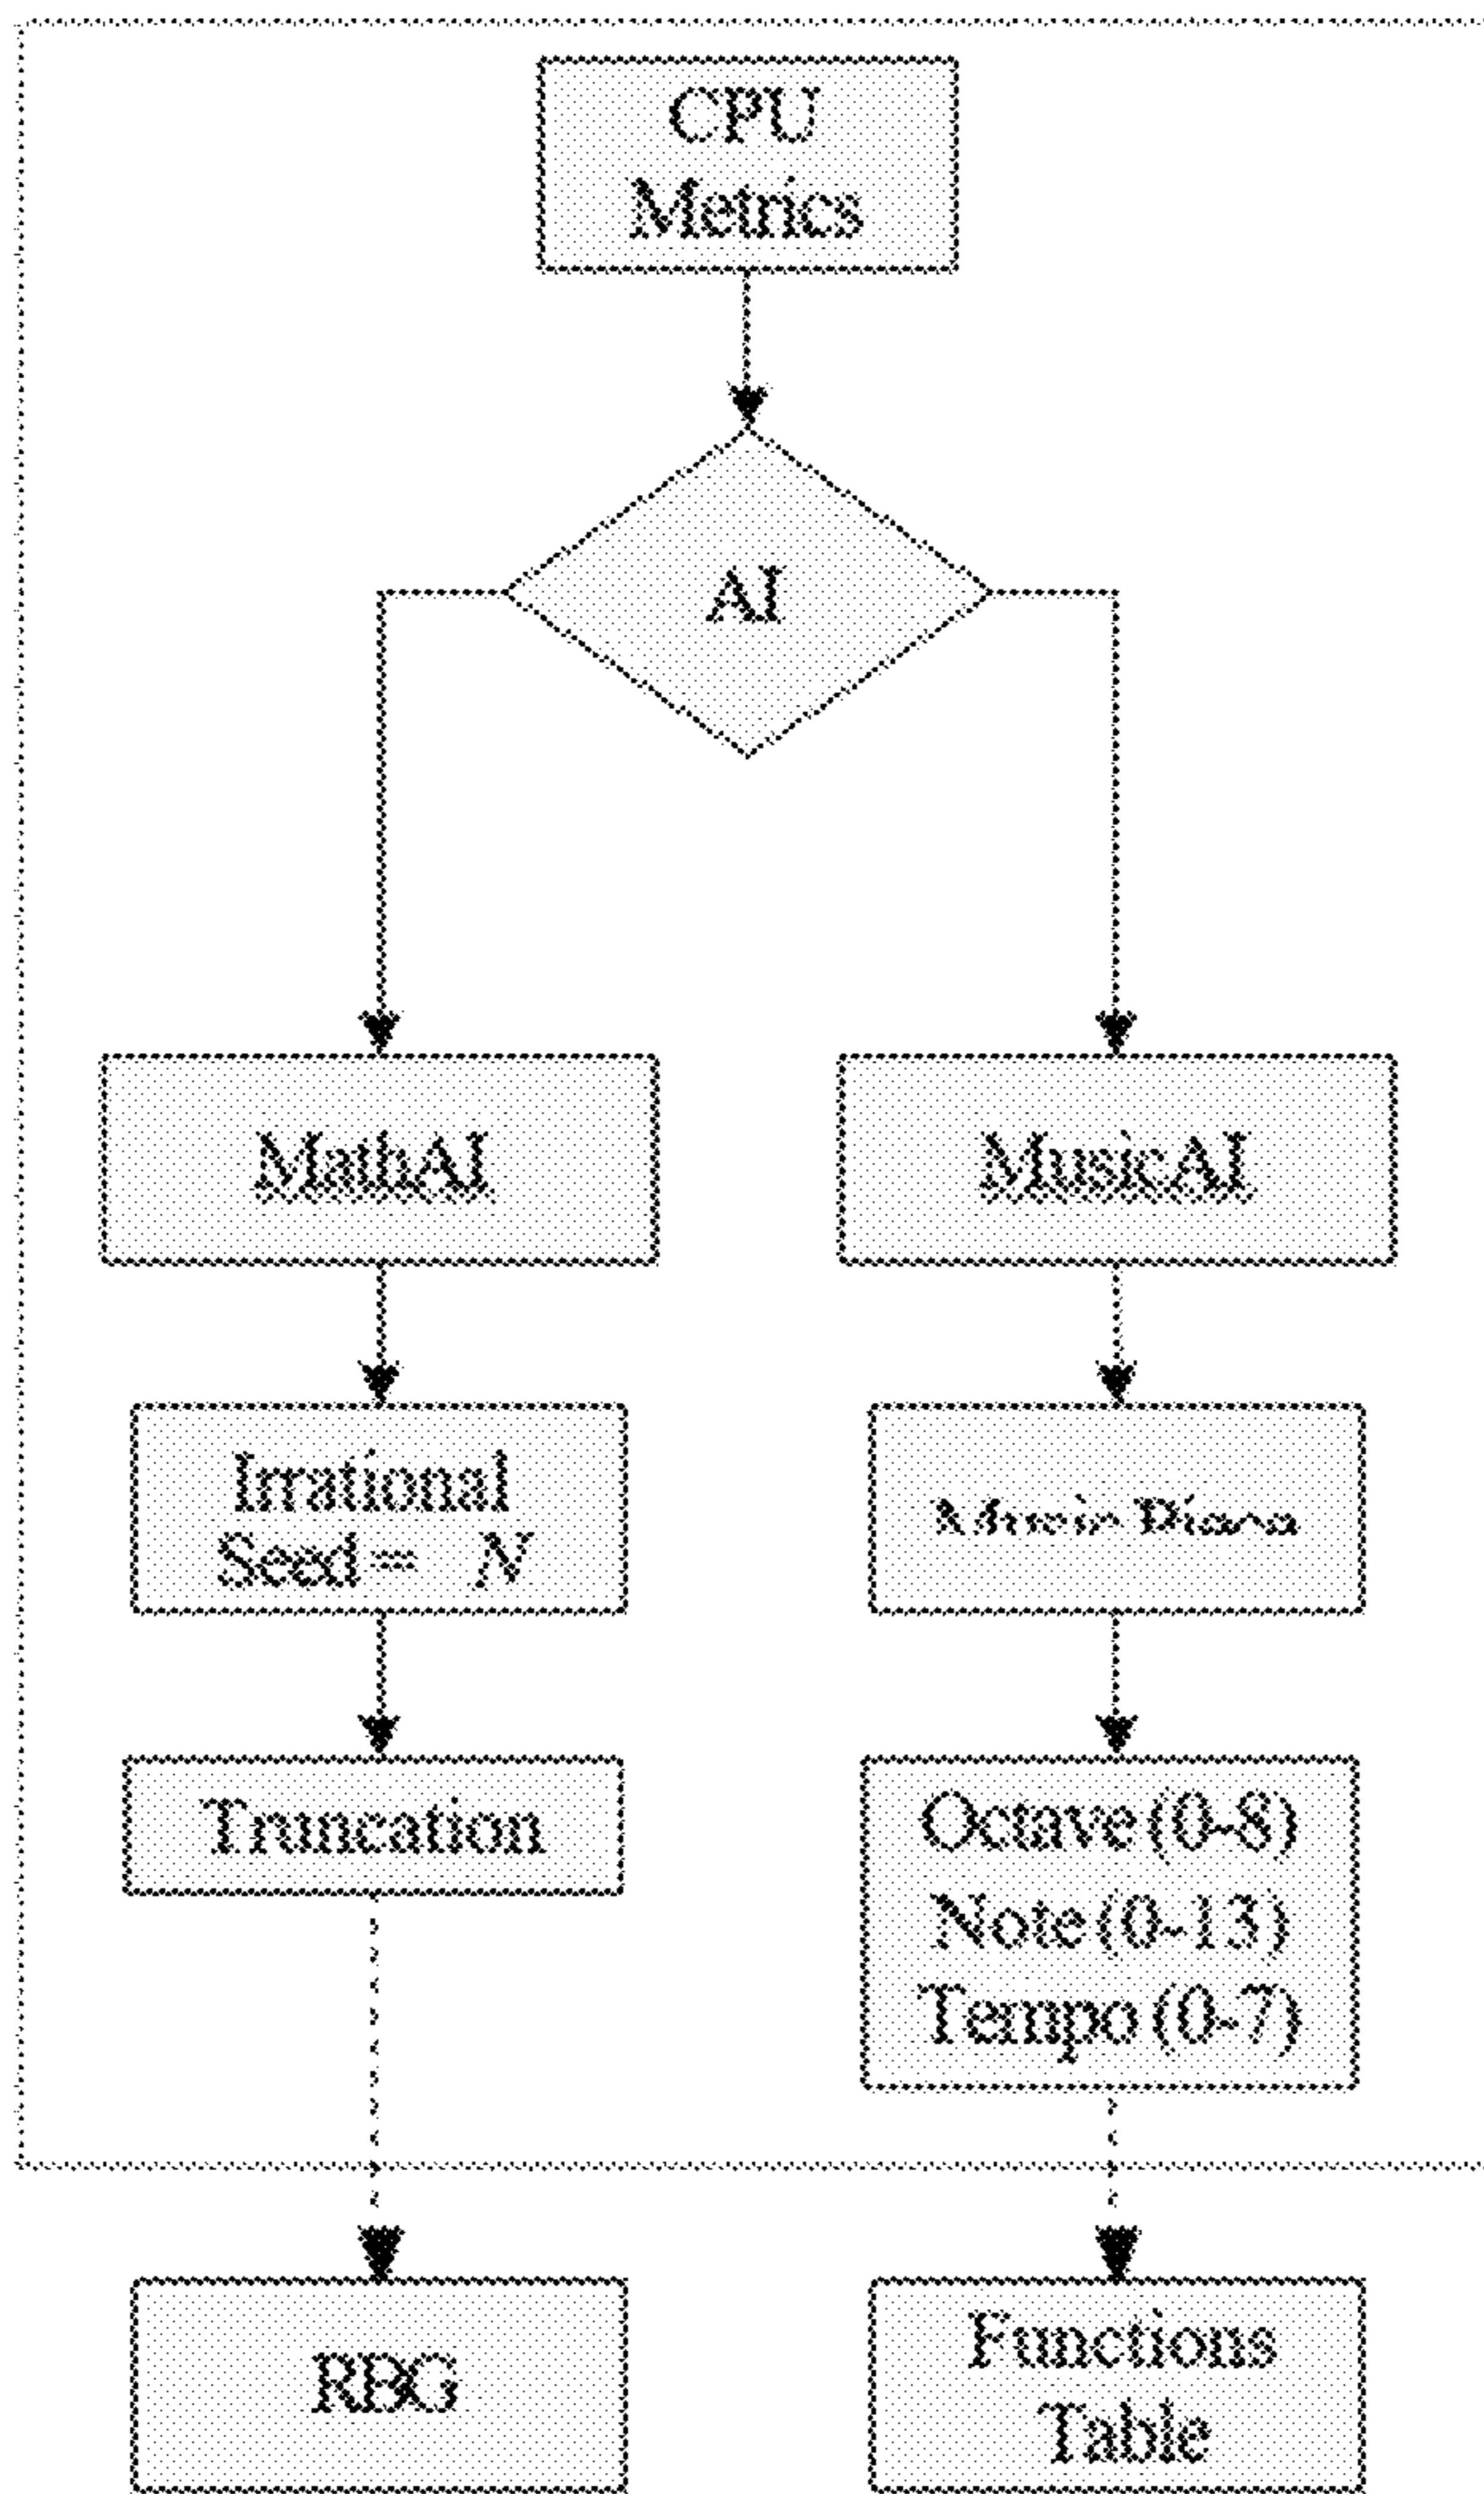 CPU
Metrics
AI
MathAI
Irrational
Seed = N
Truncation
RBG
MusicAI
Music
Octave (0-8)
Note (0-13)
Tempo (0-7)
Functions
Table